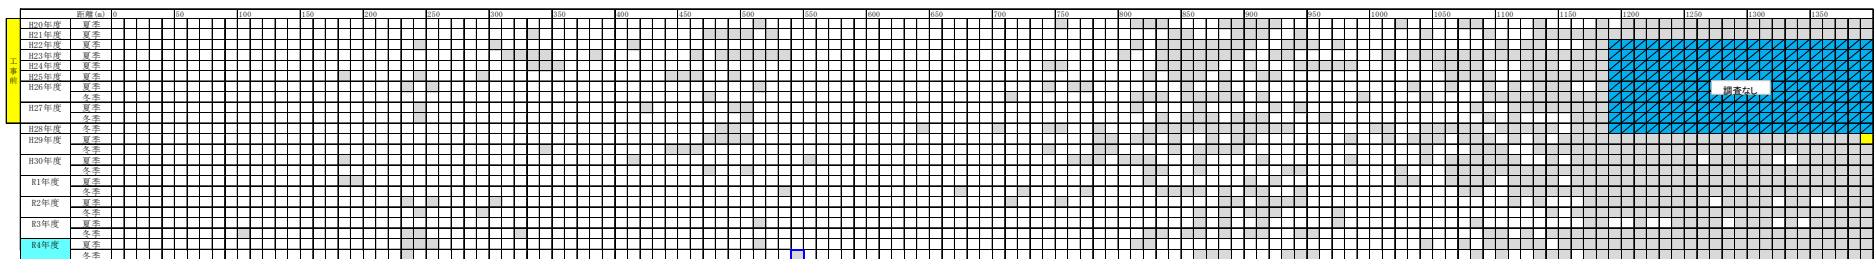 距離(m) 0 50 100 150 200 250 300 350 400 450 500 550 600 650 700 750 800 850 900 950 1000 1050 1100 1150 1200 1250 1300 1350
工事前
H20年度 夏季
H21年度 夏季
H22年度 夏季
H23年度 夏季
H24年度 夏季
H25年度 夏季
H26年度 夏季
冬季
調査なし
H27年度 夏季
冬季
H28年度 冬季
H29年度 夏季
冬季
H30年度 夏季
冬季
R1年度 夏季
冬季
R2年度 夏季
冬季
R3年度 夏季
冬季
R4年度 夏季
冬季